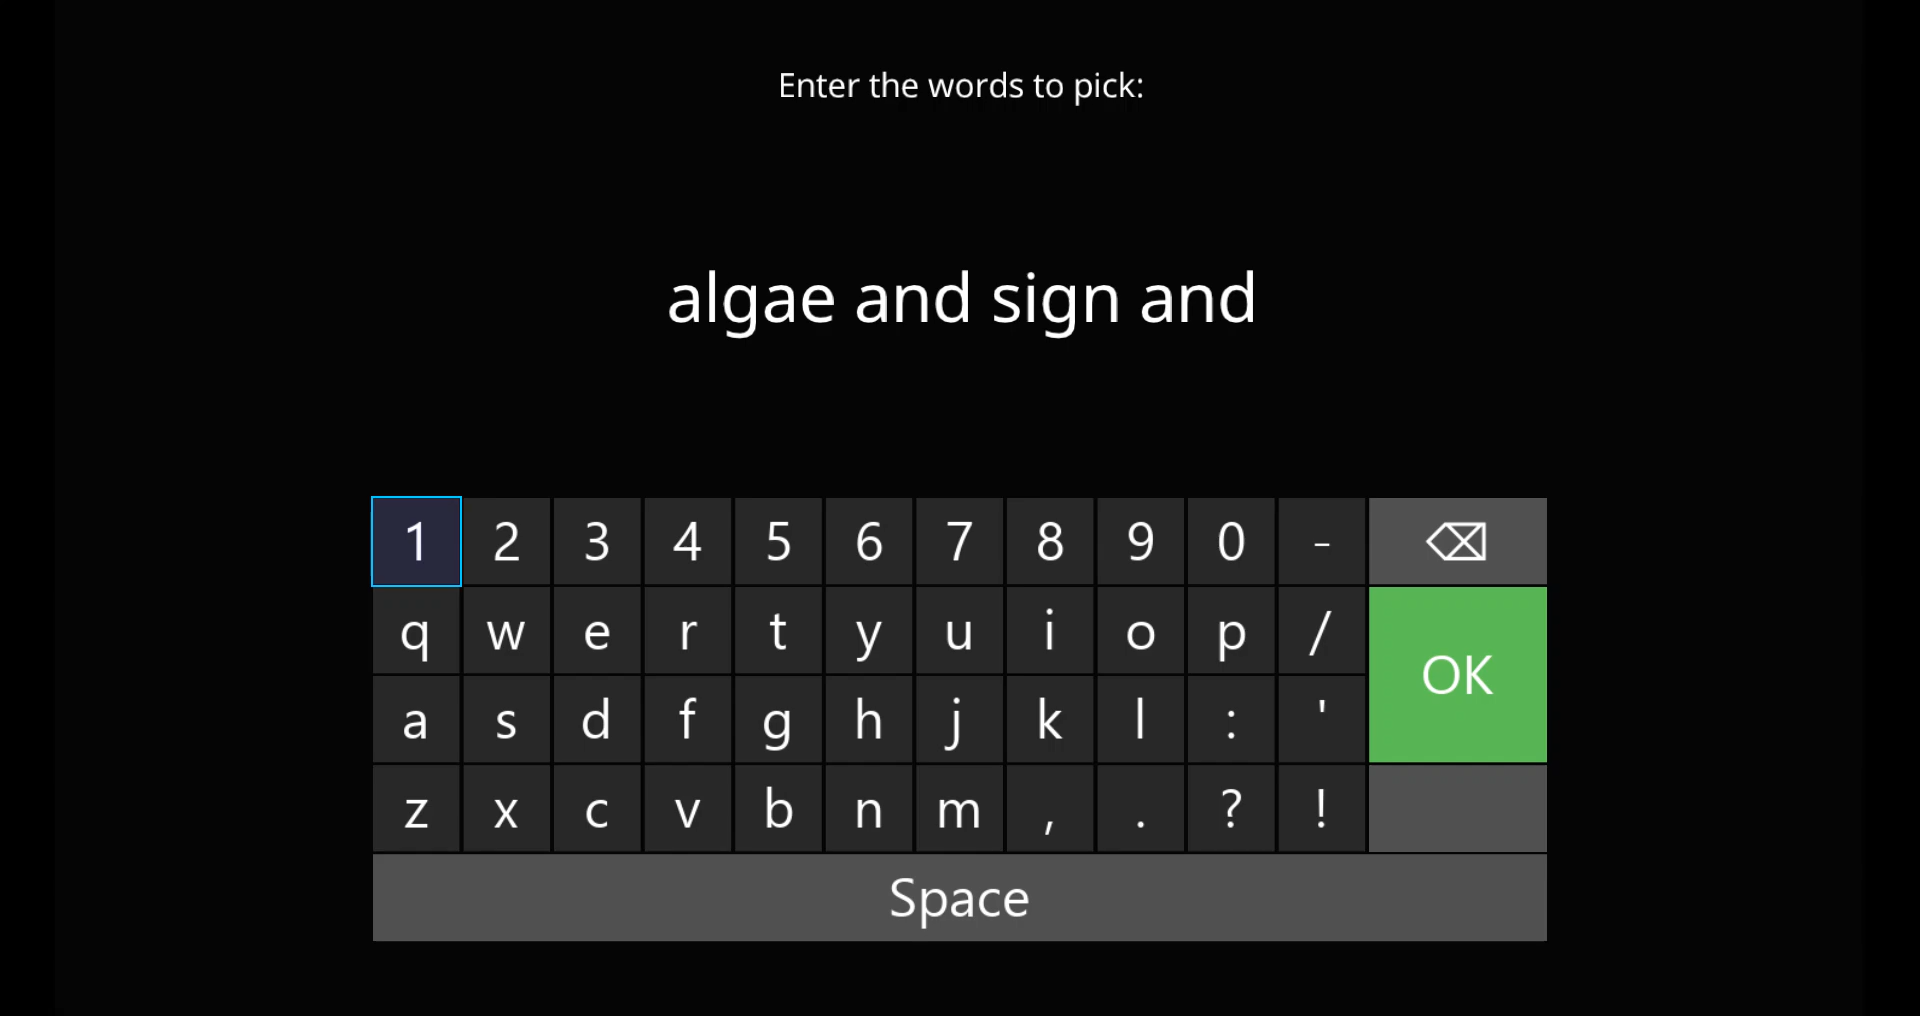 Enter the words to pick:
algae and sign and
1 2 3 4 5 6 7 8 9 0 - ⌫
q w e r t y u i o p /
OK
a s d f g h j k l : '
z x c v b n m , . ? !
Space